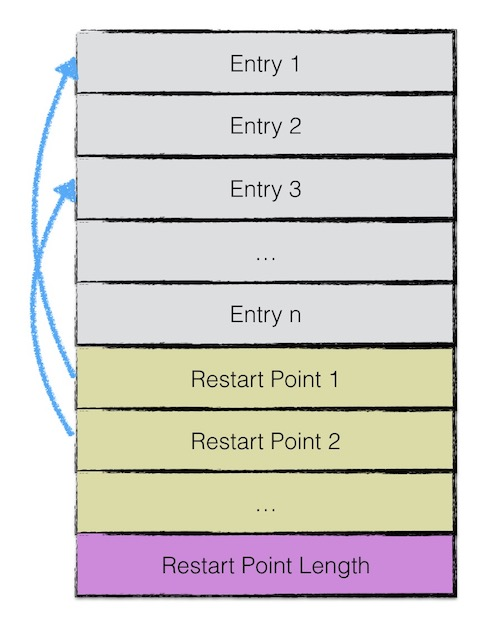 Entry 1
Entry 2
Entry 3
...
Entry n
Restart Point 1
Restart Point 2
...
Restart Point Length